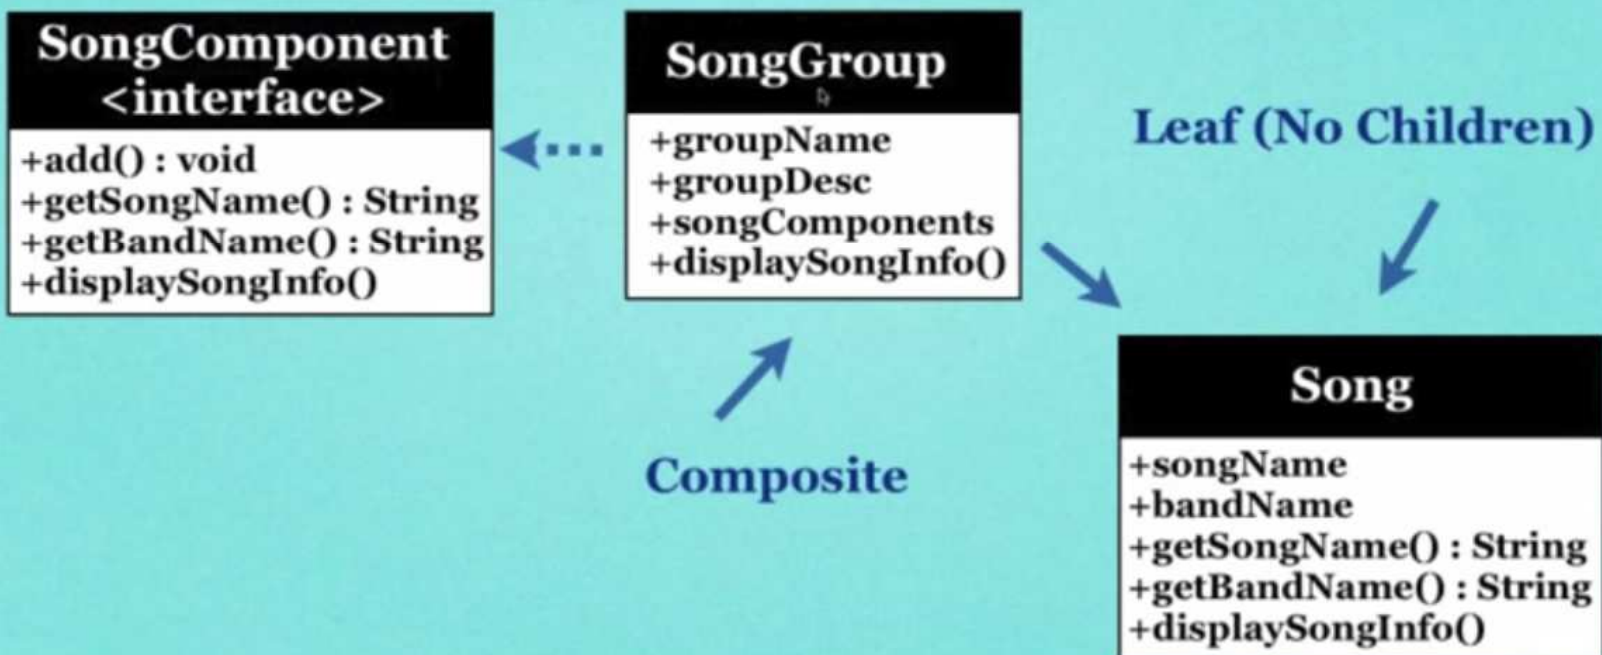 SongComponent
<interface>
+add() : void
+getSongName() : String
+getBandName() : String
+displaySongInfo()
SongGroup
+groupName
+groupDesc
+songComponents
+displaySongInfo()
Leaf (No Children)
Composite
Song
+songName
+bandName
+getSongName() : String
+getBandName() : String
+displaySongInfo()